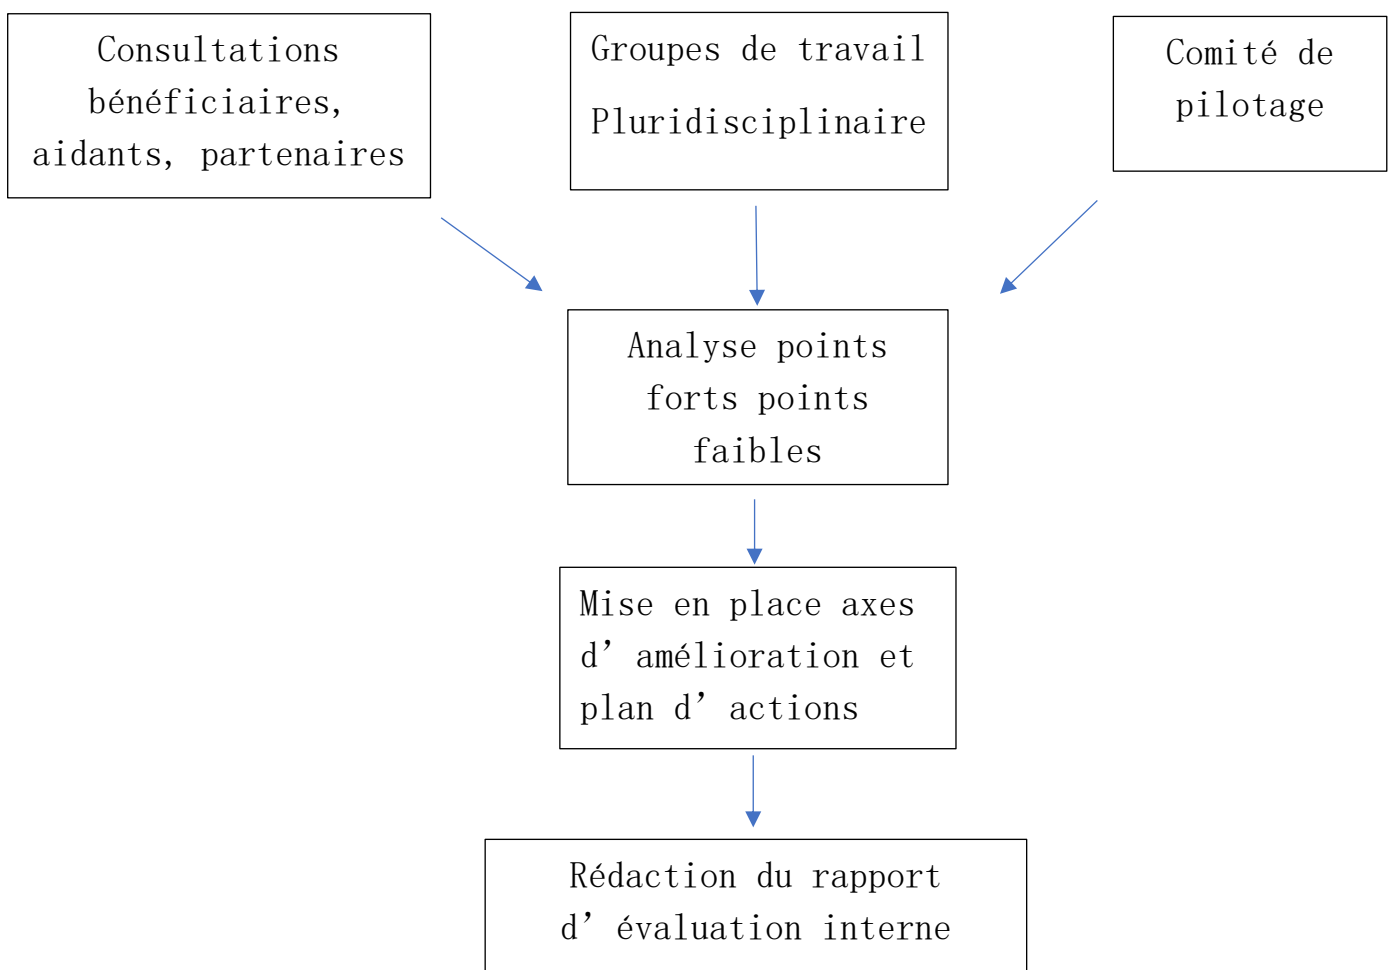 Consultations
bénéficiaires,
aidants, partenaires
Groupes de travail
Pluridisciplinaire
Comité de
pilotage
Analyse points
forts points
faibles
Mise en place axes
d’amélioration et
plan d’actions
Rédaction du rapport
d’évaluation interne